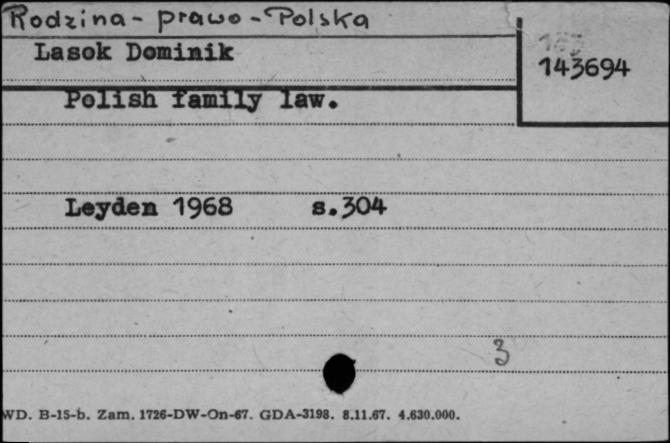 Rodzina - prawo - Polska
Lasok Dominik
143694
Polish family law.
Leyden 1968 s.304
3
WD. B-15-b. Zam. 1726-DW-On-67. GDA-3198. 8.11.67. 4.630.000.